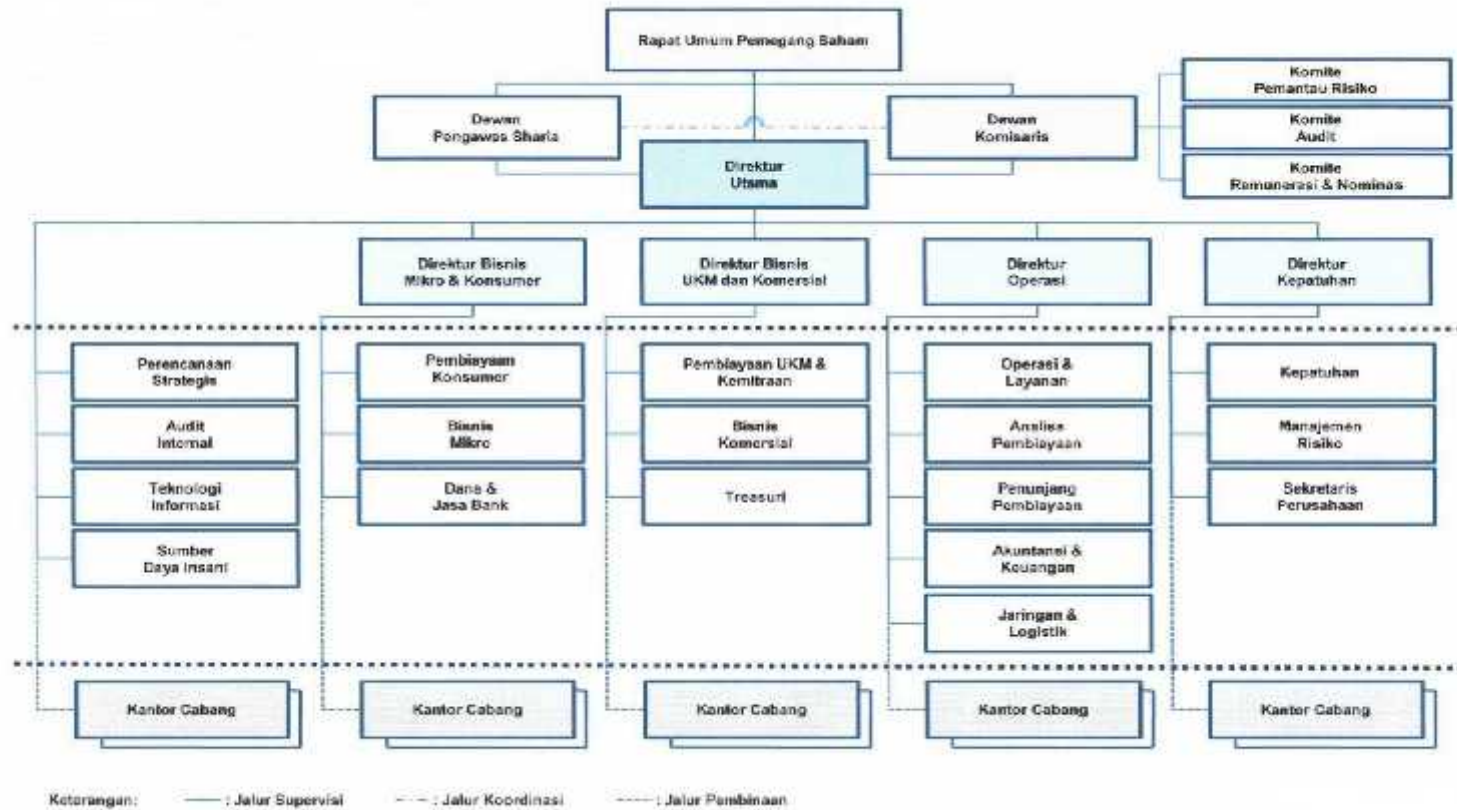 Rapat Umum Pemegang Saham
Komite
Pemantau Risiko
Dewan
Pengawas Sharia
Dewan
Komisaris
Komite
Audit
Direktur
Utama
Komite
Remunerasi & Nominas
Direktur Bisnis
Mikro & Konsumer
Direktur Bisnis
UKM dan Komersial
Direktur
Operasi
Direktur
Kepatuhan
Perencanaan
Strategis
Audit
Internal
Teknologi
Informasi
Sumber
Daya Insani
Pembiayaan
Konsumer
Bisnis
Mikro
Dana &
Jasa Bank
Pembiayaan UKM &
Kemitraan
Bisnis
Komersial
Treasuri
Operasi &
Layanan
Analisa
Pembiayaan
Penunjang
Pembiayaan
Akuntansi &
Keuangan
Jaringan &
Logistik
Kepatuhan
Manajemen
Risiko
Sekretaris
Perusahaan
Kantor Cabang
Kantor Cabang
Kantor Cabang
Kantor Cabang
Kantor Cabang
Keterangan: : Jalur Supervisi : Jalur Koordinasi : Jalur Pembinaan